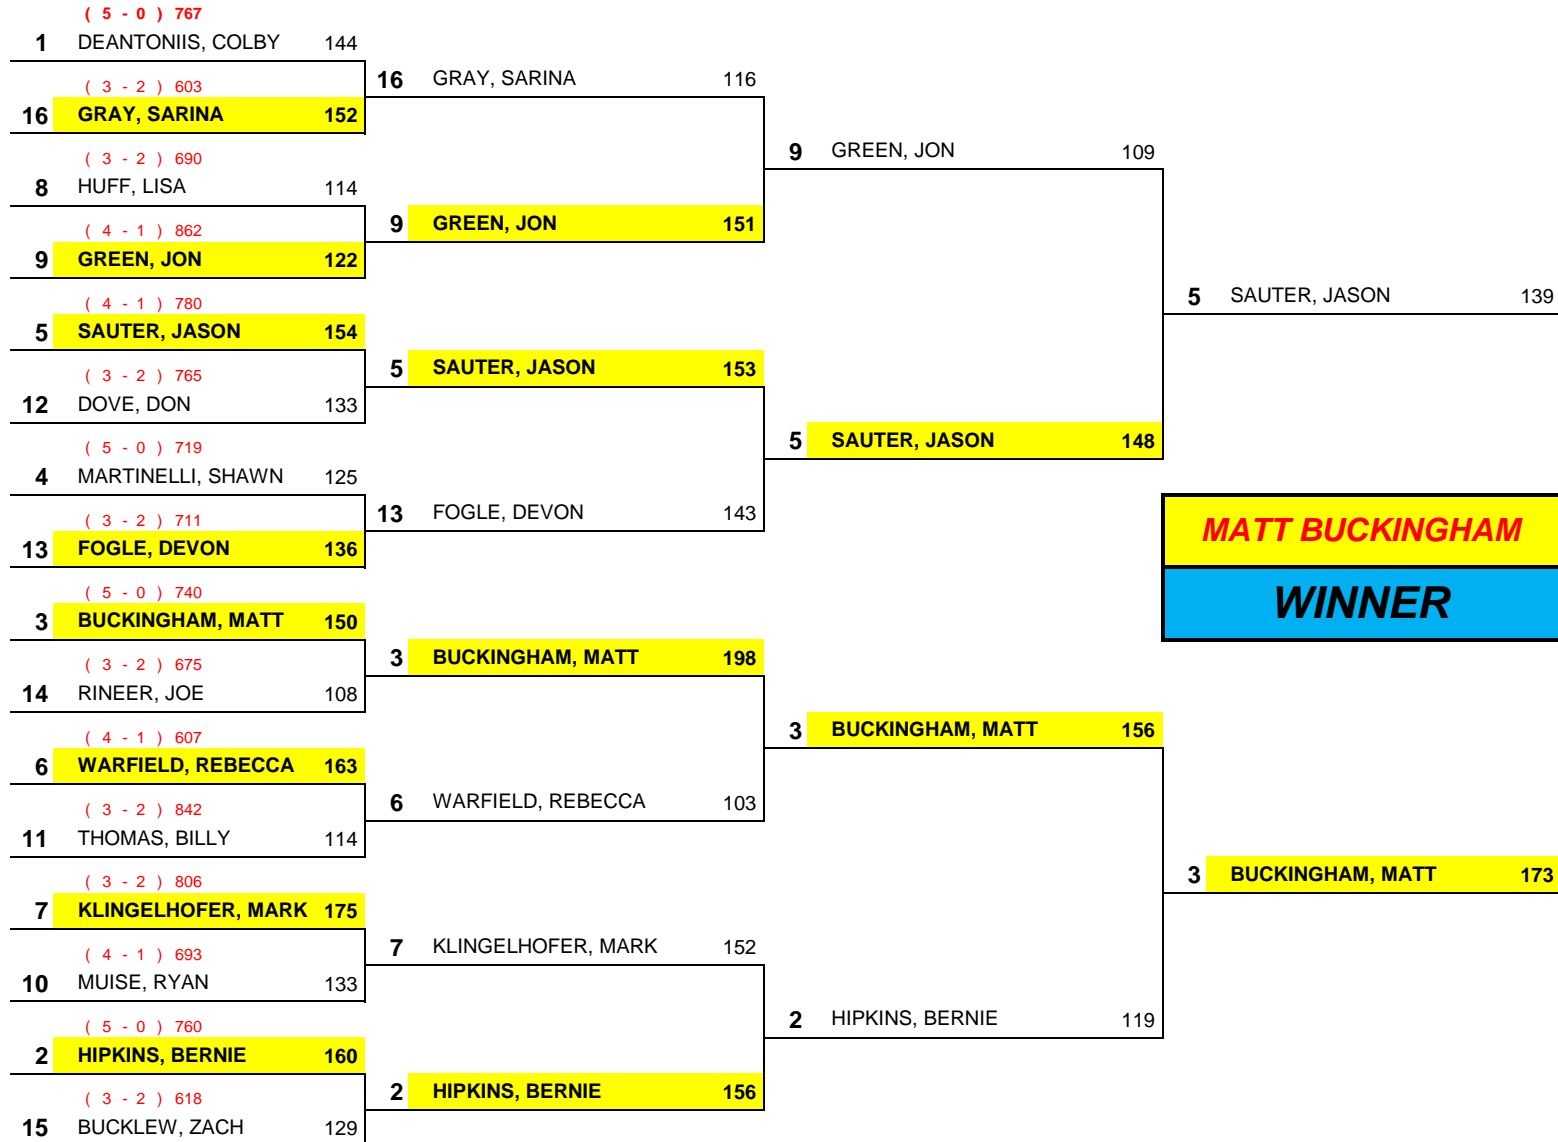 ( 5 - 0 ) 767
1 DEANTONIIS, COLBY 144
( 3 - 2 ) 603
16 GRAY, SARINA 152
( 3 - 2 ) 690
8 HUFF, LISA 114
( 4 - 1 ) 862
9 GREEN, JON 122
( 4 - 1 ) 780
5 SAUTER, JASON 154
( 3 - 2 ) 765
12 DOVE, DON 133
( 5 - 0 ) 719
4 MARTINELLI, SHAWN 125
( 3 - 2 ) 711
13 FOGLE, DEVON 136
( 5 - 0 ) 740
3 BUCKINGHAM, MATT 150
( 3 - 2 ) 675
14 RINEER, JOE 108
( 4 - 1 ) 607
6 WARFIELD, REBECCA 163
( 3 - 2 ) 842
11 THOMAS, BILLY 114
( 3 - 2 ) 806
7 KLINGELHOFER, MARK 175
( 4 - 1 ) 693
10 MUISE, RYAN 133
( 5 - 0 ) 760
2 HIPKINS, BERNIE 160
( 3 - 2 ) 618
15 BUCKLEW, ZACH 129
16 GRAY, SARINA 116
9 GREEN, JON 151
5 SAUTER, JASON 153
13 FOGLE, DEVON 143
3 BUCKINGHAM, MATT 198
6 WARFIELD, REBECCA 103
7 KLINGELHOFER, MARK 152
2 HIPKINS, BERNIE 156
9 GREEN, JON 109
5 SAUTER, JASON 148
3 BUCKINGHAM, MATT 156
2 HIPKINS, BERNIE 119
5 SAUTER, JASON 139
MATT BUCKINGHAM
WINNER
3 BUCKINGHAM, MATT 173